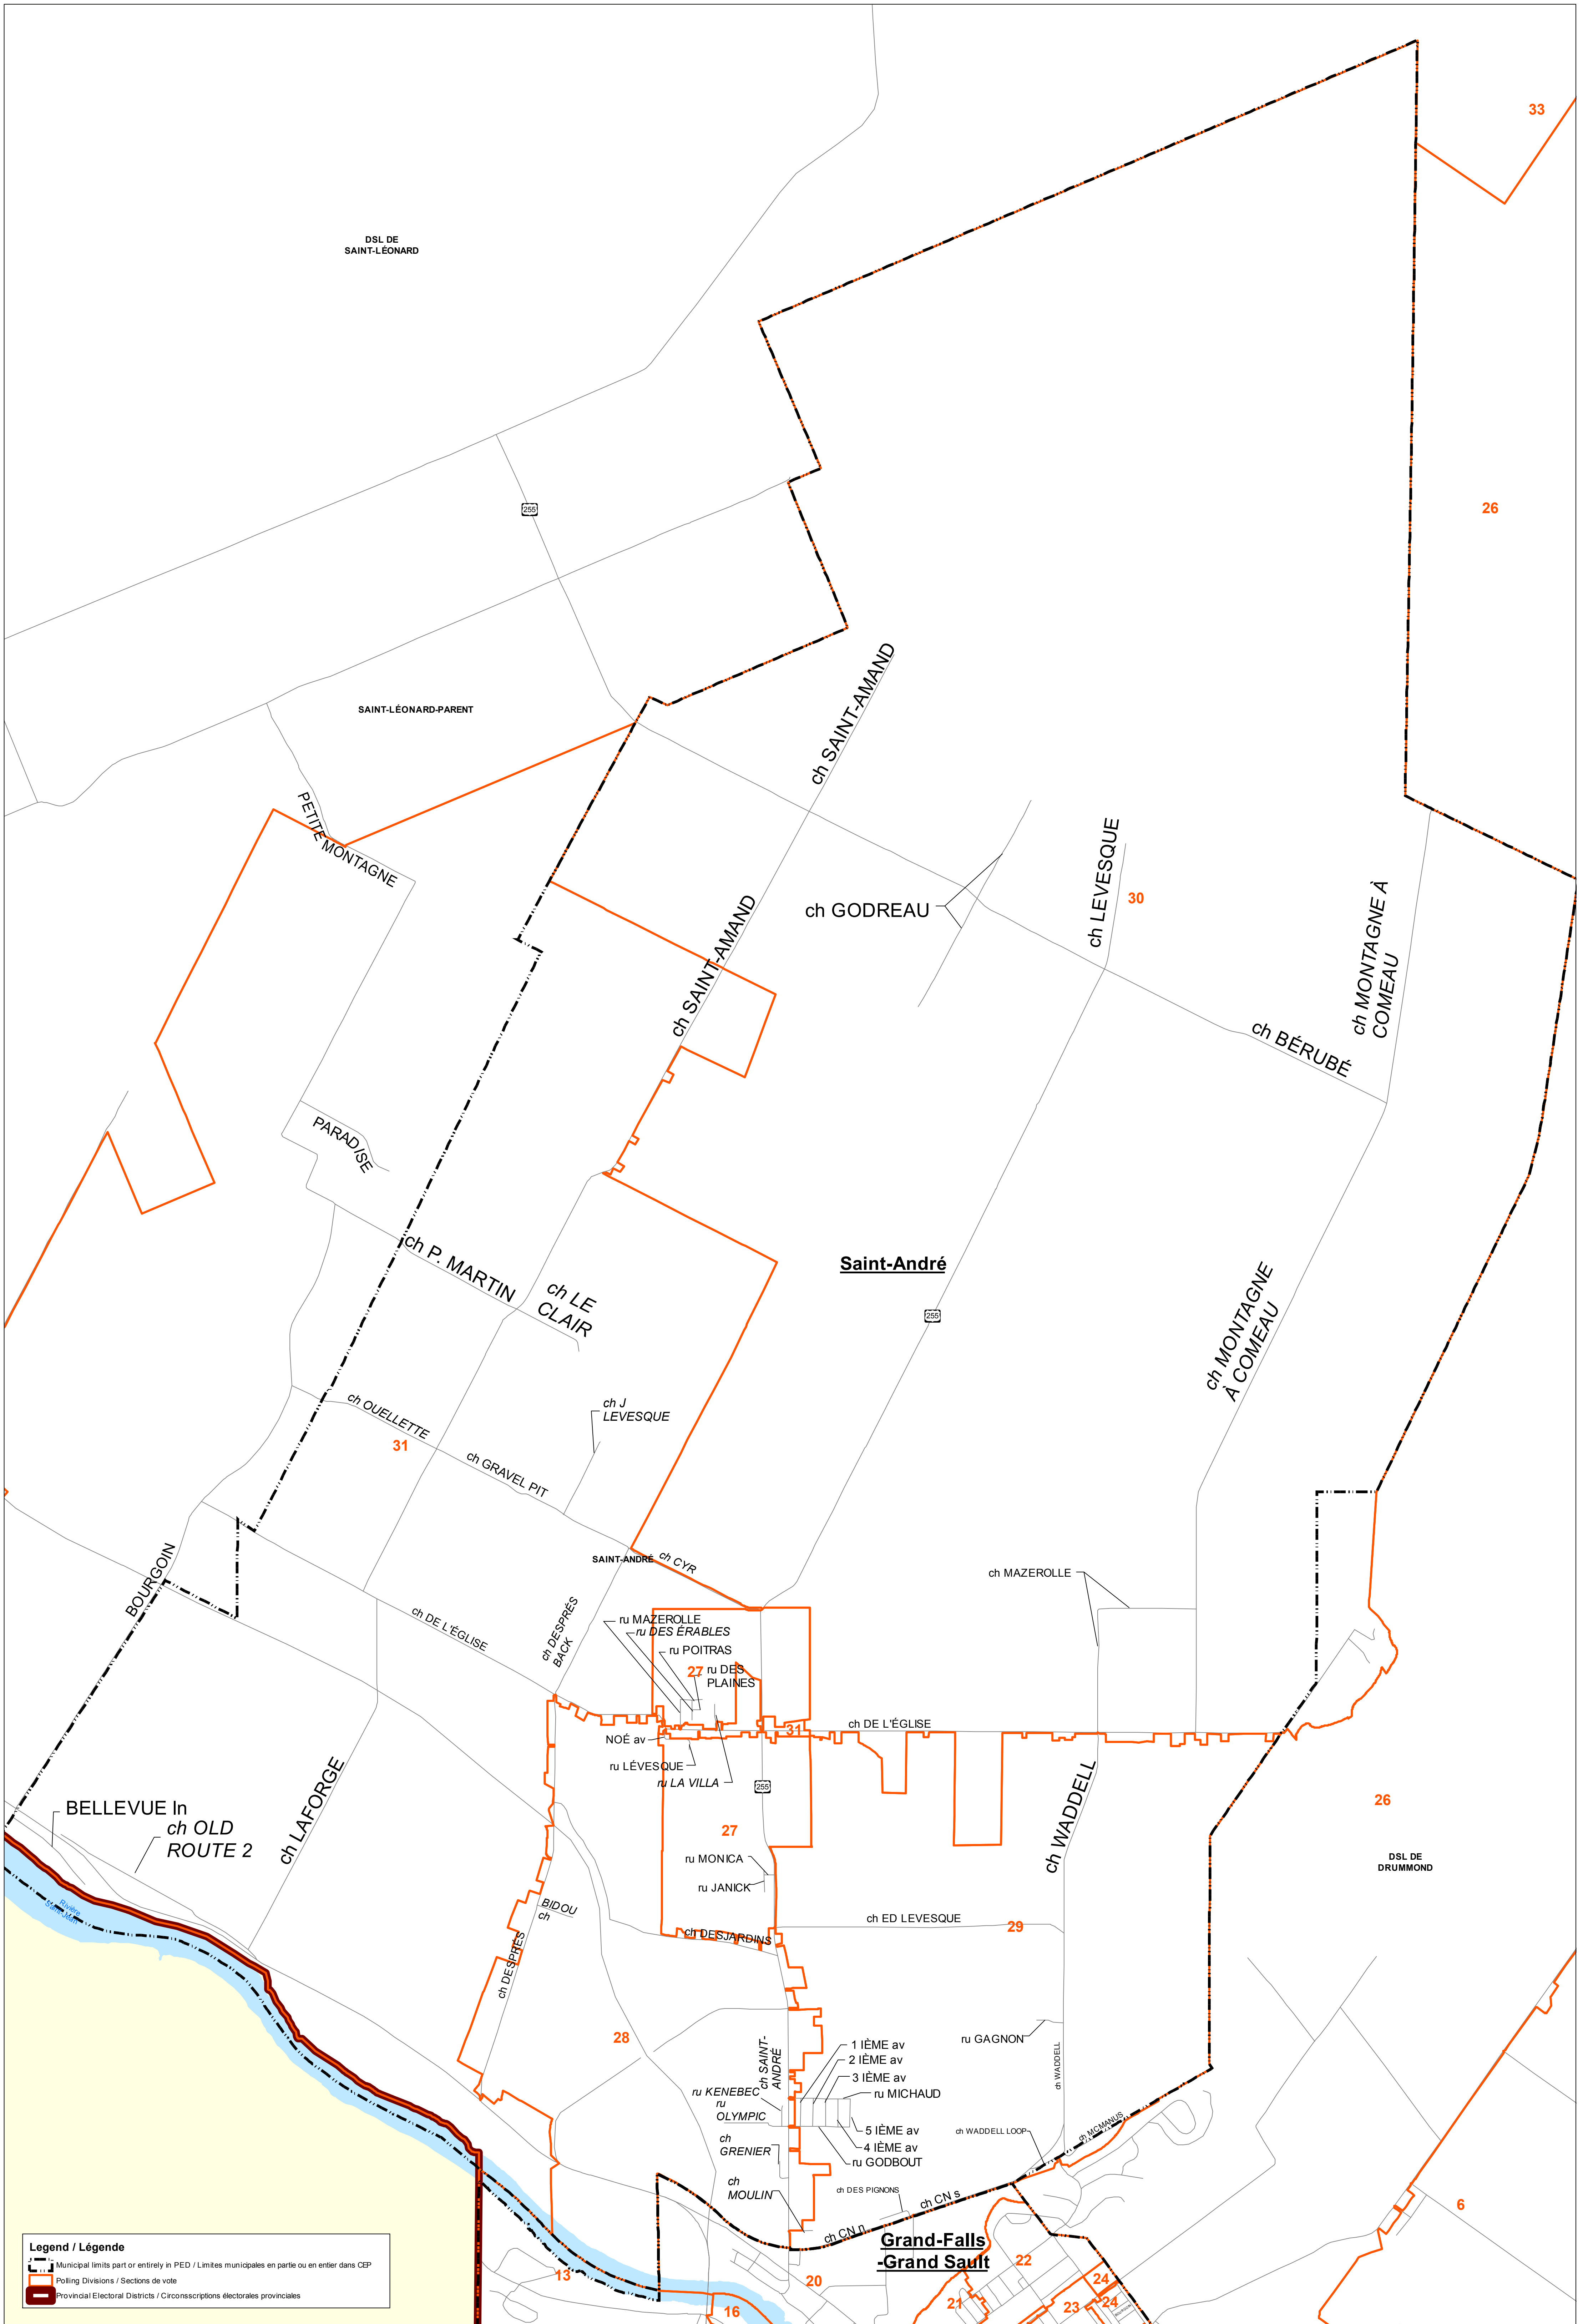 33
DSL DE
SAINT-LÉONARD
255
26
SAINT-LÉONARD-PARENT
ch SAINT-AMAND
PETITE MONTAGNE
ch LEVESQUE
30
ch GODREAU
ch MONTAGNE À
COMEAU
ch SAINT-AMAND
ch BÉRUBÉ
PARADISE
ch P. MARTIN
ch LE
CLAIR
Saint-André
255
ch MONTAGNE
À COMEAU
ch J
LEVESQUE
ch OUELLETTE
31
ch GRAVEL PIT
BOURGOIN
SAINT-ANDRÉ
ch CYR
ch MAZEROLLE
ch DE L'ÉGLISE
ch DESPRÉS
BACK
ru MAZEROLLE
ru DES ÉRABLES
ru POITRAS
27
ru DES
PLAINES
31
ch DE L'ÉGLISE
NOÉ av
ru LÉVESQUE
ru LA VILLA
255
BELLEVUE ln
ch OLD
ROUTE 2
ch LAFORGE
27
ch WADDELL
26
DSL DE
DRUMMOND
ru MONICA
ru JANICK
Rivière
Saint-Jean
BIDOU
ch
ch ED LEVESQUE
29
ch DESJARDINS
ch DESPRÉS
28
ru GAGNON
ch SAINT-
ANDRÉ
1 IÈME av
2 IÈME av
3 IÈME av
ru MICHAUD
ch WADDELL
ru KENEBEC
ru
OLYMPIC
5 IÈME av
4 IÈME av
ru GODBOUT
ch WADDELL LOOP
ch MCMANUS
ch
GRENIER
ch
MOULIN
ch DES PIGNONS
ch CN s
ch CN n
6
Grand-Falls
-Grand Sault
22
13
20
24
21
23
24
16
Legend / Légende
Municipal limits part or entirely in PED / Limites municipales en partie ou en entier dans CEP
Polling Divisions / Sections de vote
Provincial Electoral Districts / Circonsscriptions électorales provinciales